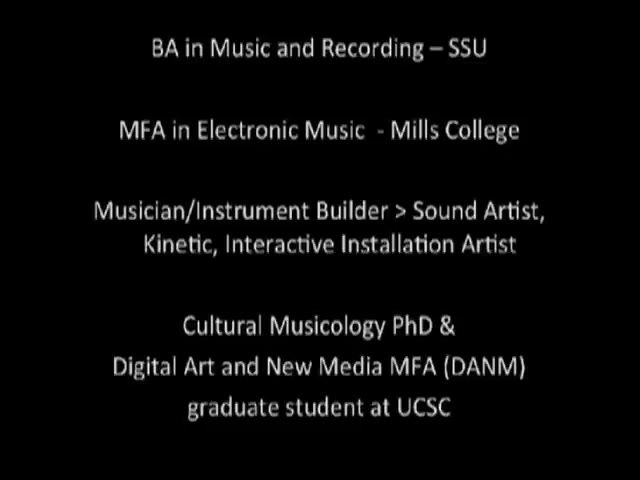 BA in Music and Recording – SSU
MFA in Electronic Music - Mills College
Musician/Instrument Builder > Sound Artist,
Kinetic, Interactive Installation Artist
Cultural Musicology PhD &
Digital Art and New Media MFA (DANM)
graduate student at UCSC